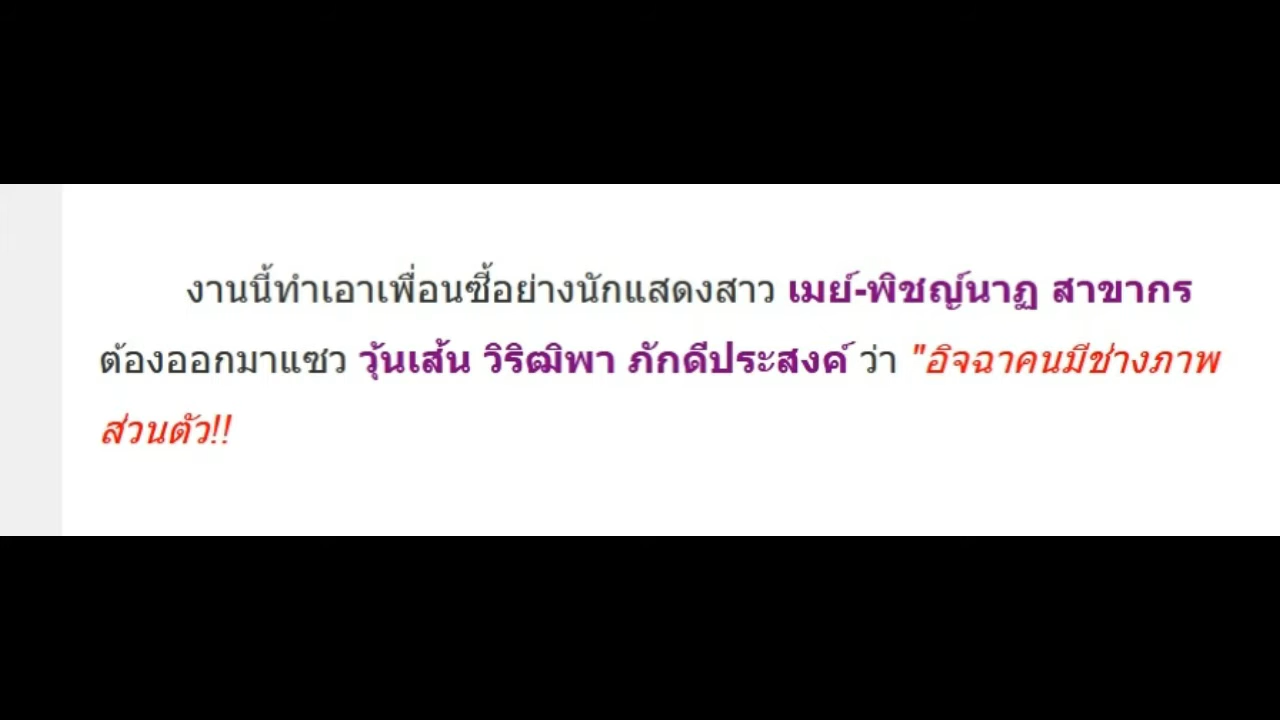 งานนี้ทำเอาเพื่อนซี้อย่างนักแสดงสาว เมย์-พิชญ์นาฏ สาขากร
ต้องออกมาแซว วุ้นเส้น วิริฒิพา ภักดีประสงค์ ว่า "อิจฉาคนมีช่างภาพ
ส่วนตัว!!